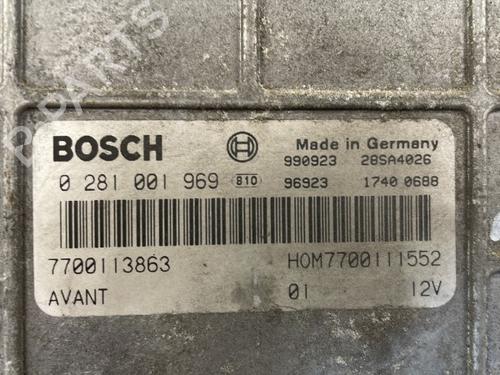 B PARTS
BOSCH
Made in Germany
990923 28SA4026
0 281 001 969 810 96923 1740 0688
7700113863 HOM7700111552
AVANT 01 12V